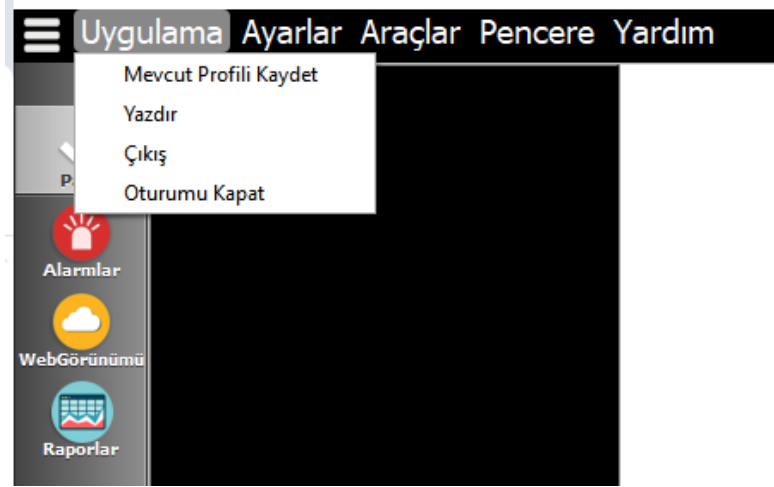 Uygulama Ayarlar Araçlar Pencere Yardım
Mevcut Profili Kaydet
Yazdır
Çıkış
Oturumu Kapat
Alarmlar
WebGörünümü
Raporlar